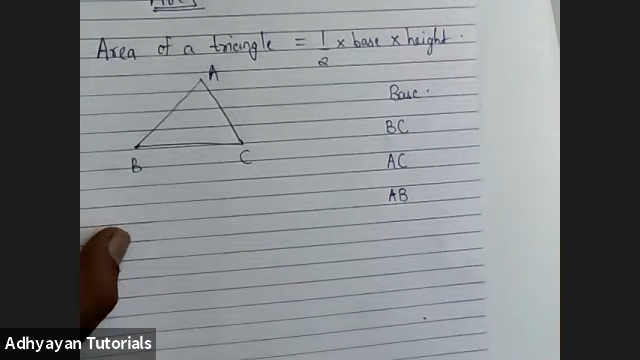 Area of a triangle = 1/2 × base × height.
A
B
C
Base.
BC
AC
AB
Adhyayan Tutorials